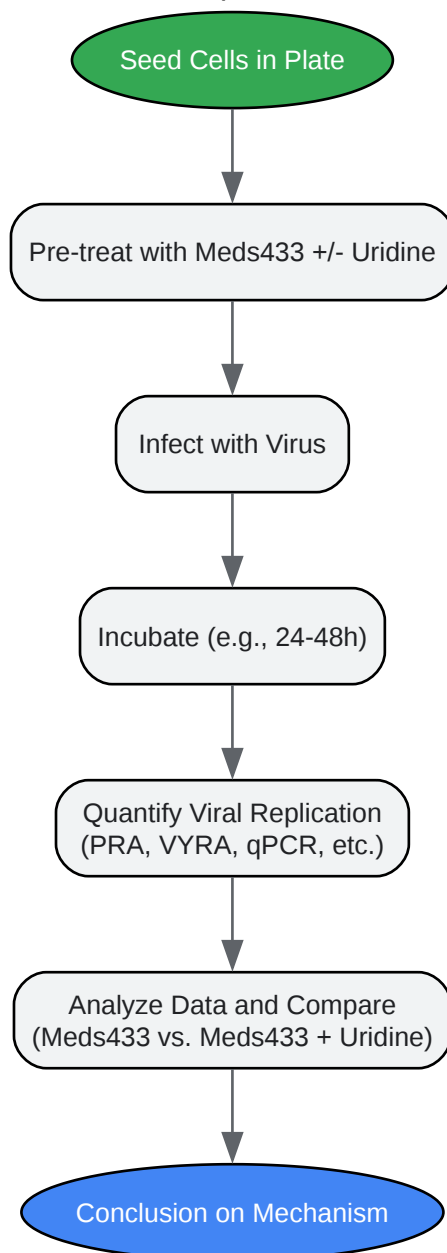 Seed Cells in Plate
Pre-treat with Meds433 +/- Uridine
Infect with Virus
Incubate (e.g., 24-48h)
Quantify Viral Replication
(PRA, VYRA, qPCR, etc.)
Analyze Data and Compare
(Meds433 vs. Meds433 + Uridine)
Conclusion on Mechanism